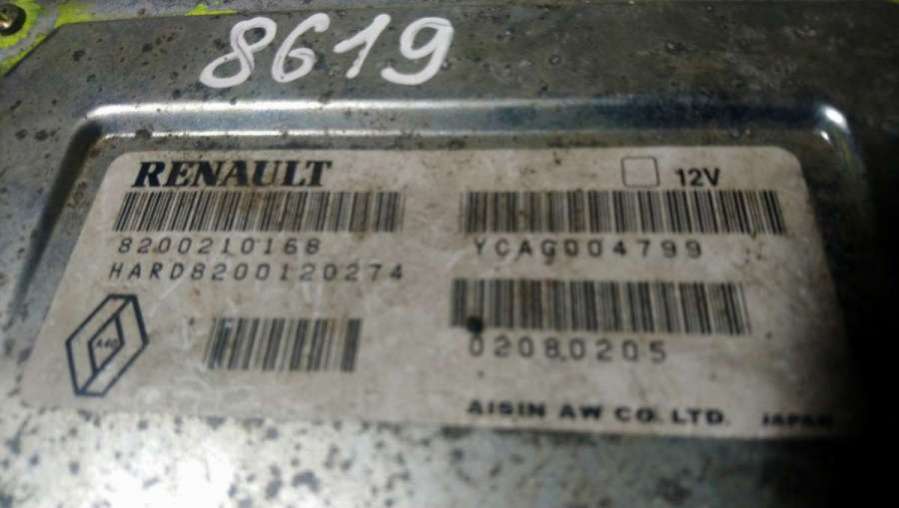 8619
RENAULT 12V
8200210168 YCAG004799
HARD8200120274
02080205
AISIN AW CO. LTD. JAPAN